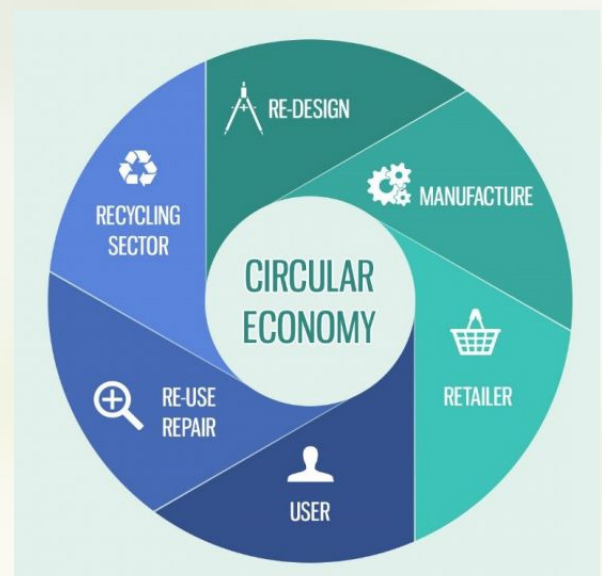 RE-DESIGN
MANUFACTURE
RETAILER
USER
RE-USE
REPAIR
RECYCLING
SECTOR
CIRCULAR
ECONOMY